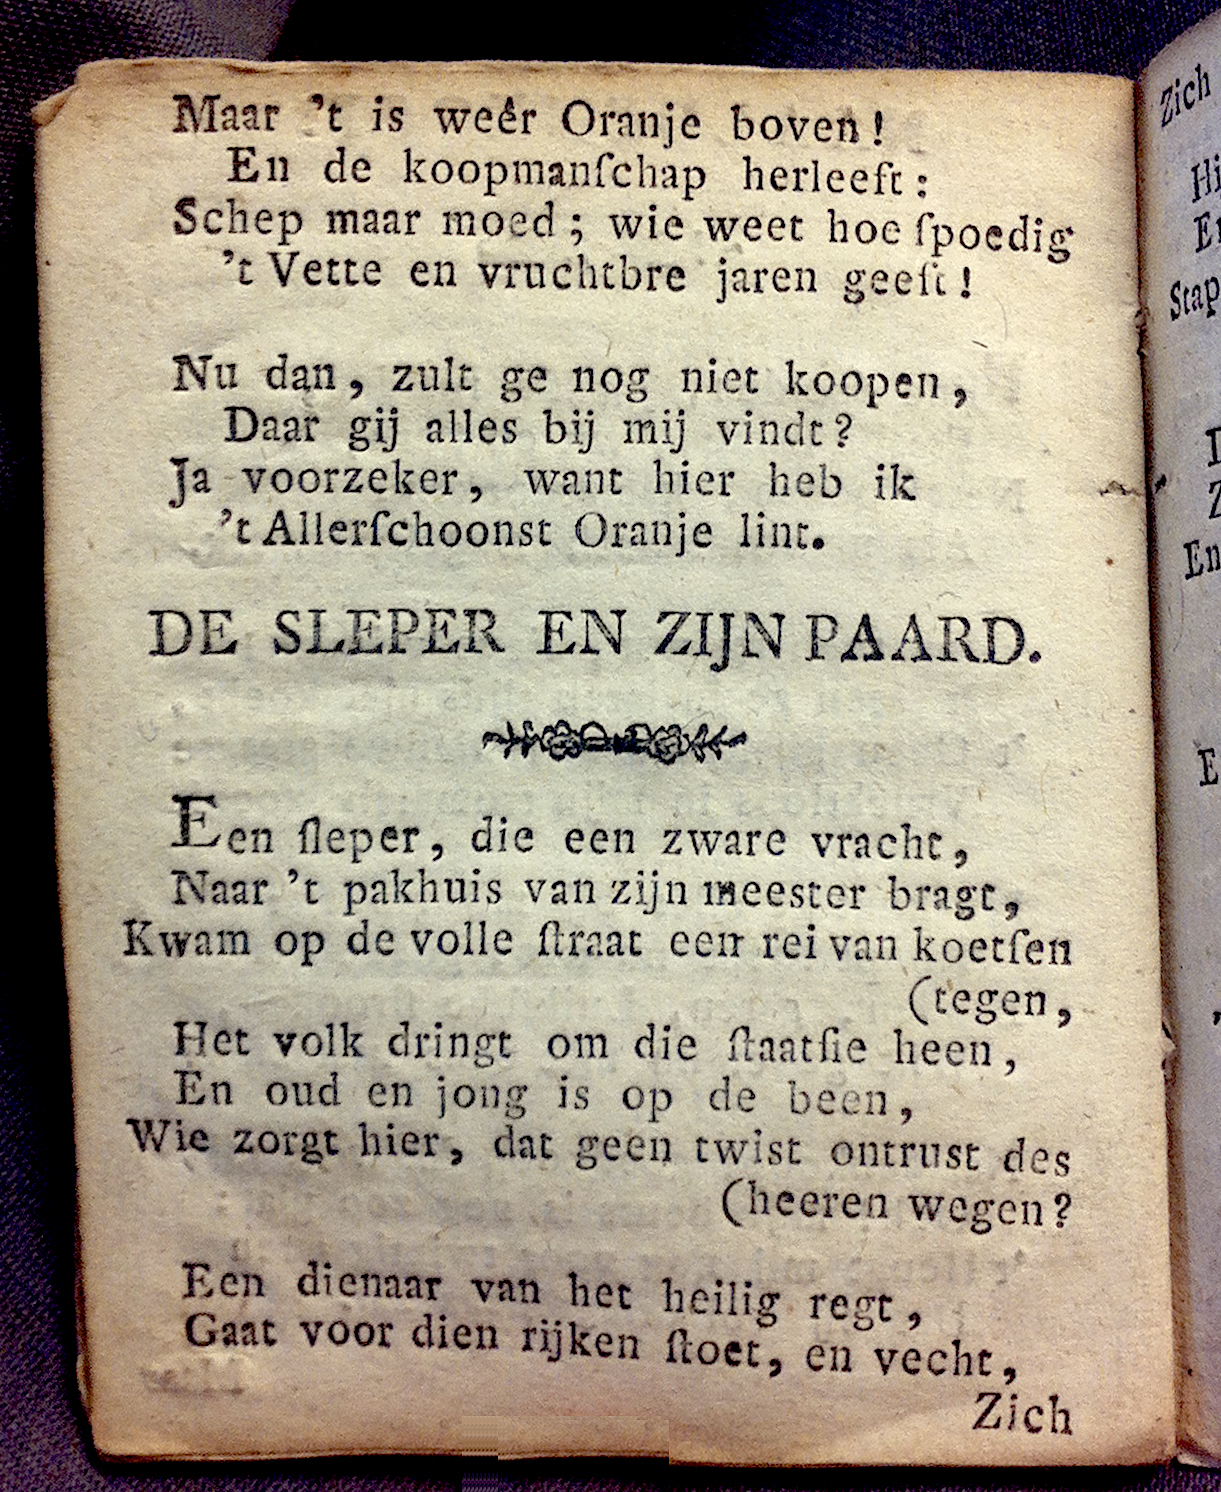 Maar 't is weêr Oranje boven!
En de koopmanſchap herleeft:
Schep maar moed; wie weet hoe ſpoedig
't Vette en vruchtbre jaren geeft!
Nu dan, zult ge nog niet koopen,
Daar gij alles bij mij vindt?
Ja voorzeker, want hier heb ik
't Allerſchoonst Oranje lint.
DE SLEPER EN ZIJN PAARD.
Een ſleper, die een zware vracht,
Naar 't pakhuis van zijn meester bragt,
Kwam op de volle ſtraat een rei van koetſen
(tegen,
Het volk dringt om die ſtaatſie heen,
En oud en jong is op de been,
Wie zorgt hier, dat geen twist ontrust des
(heeren wegen?
Een dienaar van het heilig regt,
Gaat voor dien rijken ſtoet, en vecht,
Zich
Zich
Stap
En